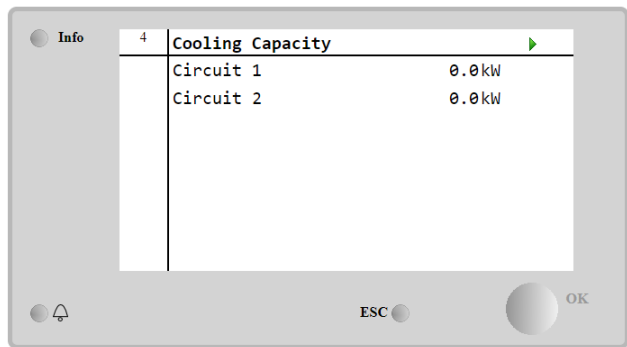 Info
4 Cooling Capacity
Circuit 1 0.0kW
Circuit 2 0.0kW
ESC
OK